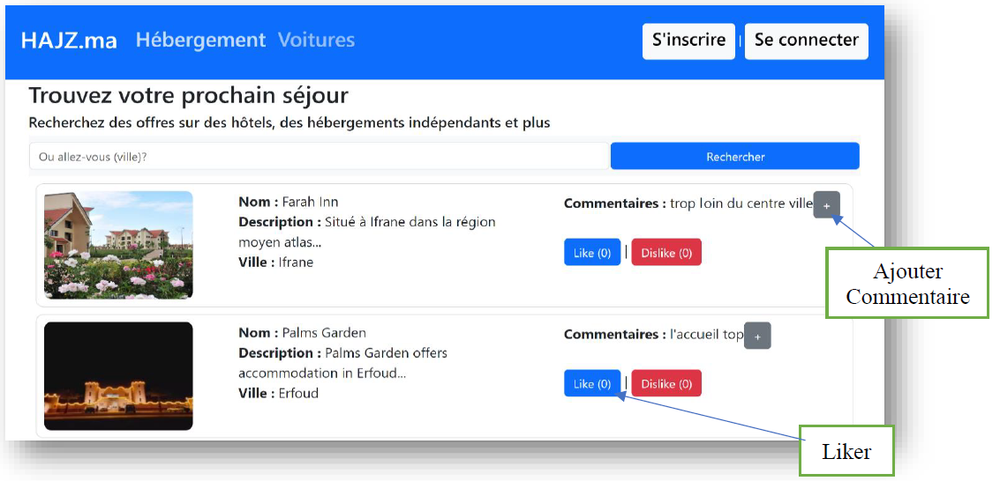 HAJZ.ma Hébergement Voitures S'inscrire | Se connecter
Trouvez votre prochain séjour
Recherchez des offres sur des hôtels, des hébergements indépendants et plus
Ou allez-vous (ville)? Rechercher
Nom : Farah Inn
Description : Situé à Ifrane dans la région
moyen atlas...
Ville : Ifrane
Commentaires : trop loin du centre ville +
Like (0) | Dislike (0)
Ajouter
Commentaire
Nom : Palms Garden
Description : Palms Garden offers
accommodation in Erfoud...
Ville : Erfoud
Commentaires : l'accueil top +
Like (0) | Dislike (0)
Liker